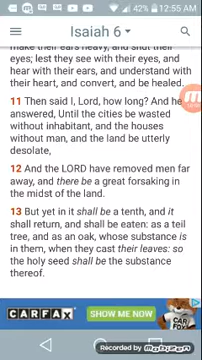 42% 12:55 AM
Isaiah 6
make their ears heavy, and shut their
eyes; lest they see with their eyes, and
hear with their ears, and understand with
their heart, and convert, and be healed.
11 Then said I, Lord, how long? And he
answered, Until the cities be wasted
without inhabitant, and the houses
without man, and the land be utterly
desolate,
12 And the LORD have removed men far
away, and there be a great forsaking in
the midst of the land.
13 But yet in it shall be a tenth, and it
shall return, and shall be eaten: as a teil
tree, and as an oak, whose substance is
in them, when they cast their leaves: so
the holy seed shall be the substance
thereof.
CARFAX SHOW ME NOW
CAR
FOX
Recorded by